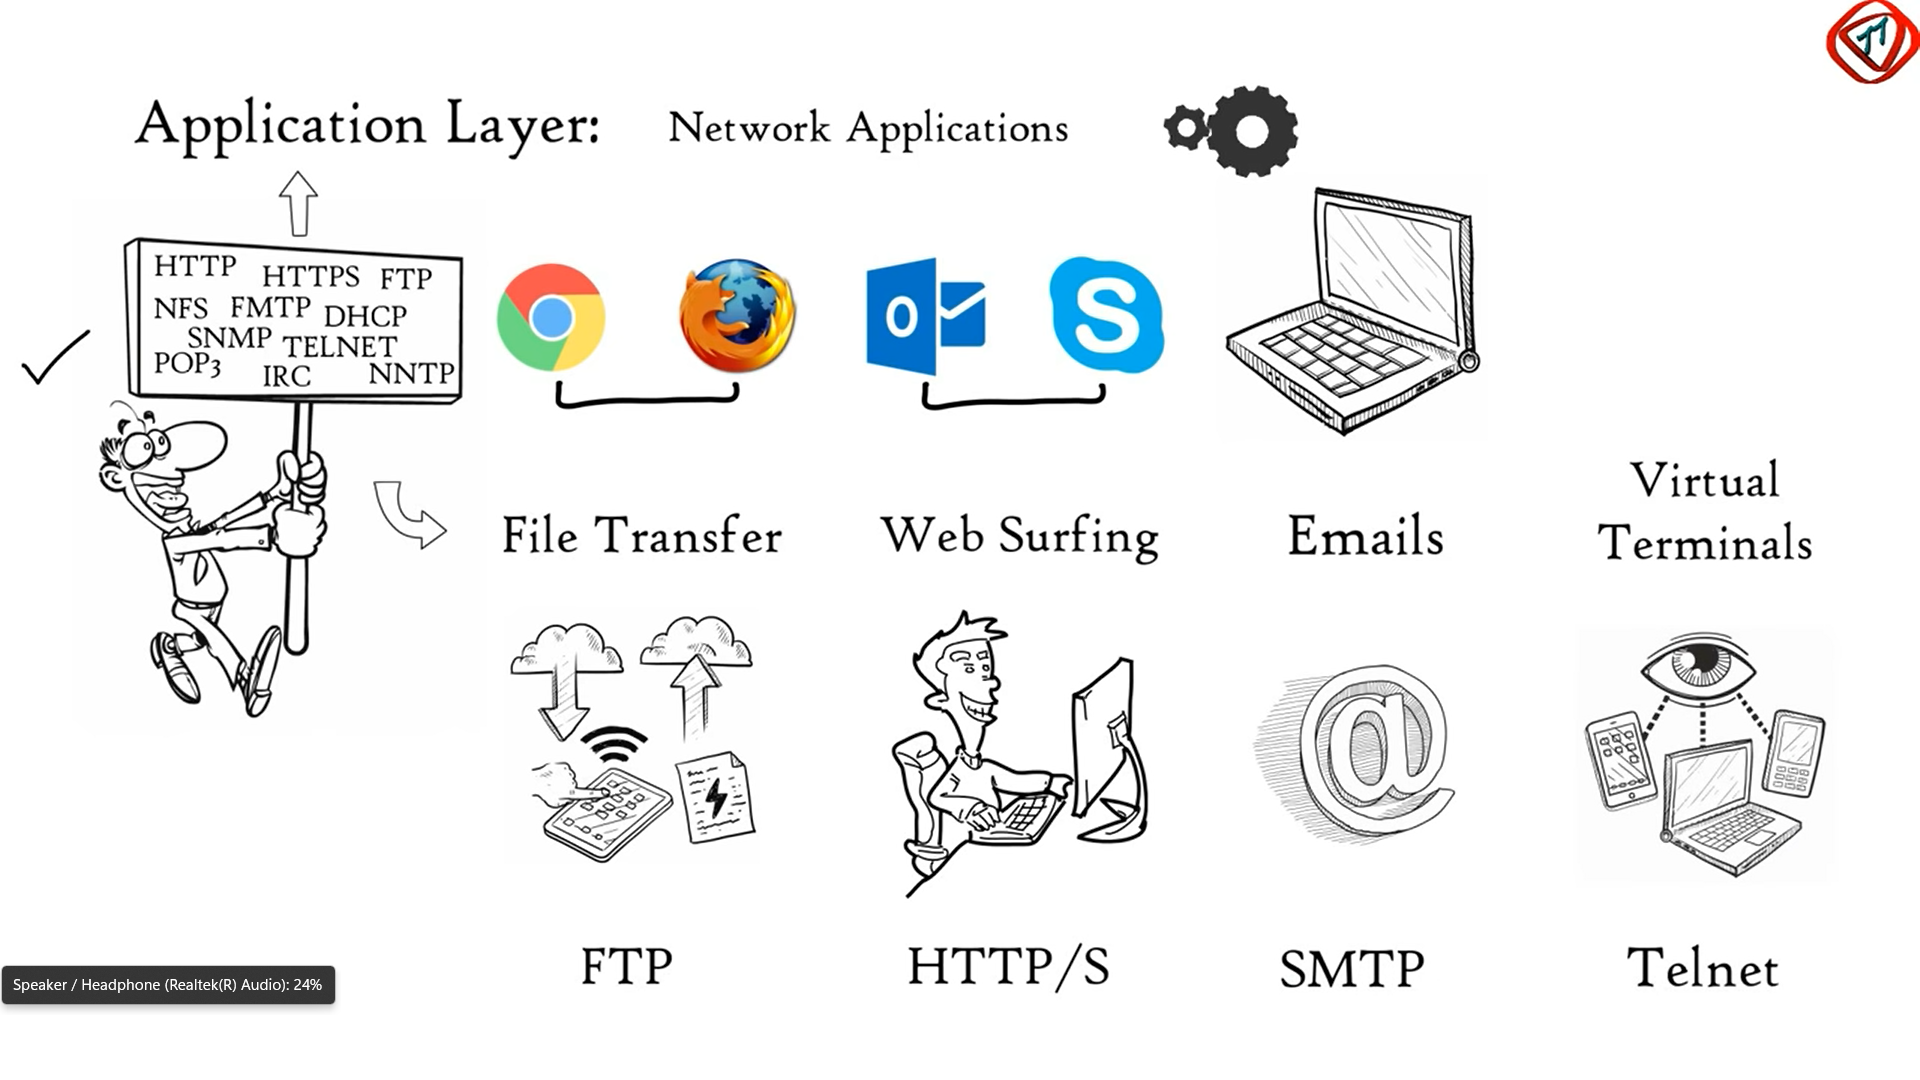 Application Layer: Network Applications
HTTP HTTPS FTP
NFS FMTP DHCP
SNMP TELNET
POP3 IRC NNTP
File Transfer
Web Surfing
Emails
Virtual
Terminals
FTP
HTTP/S
SMTP
Telnet
Speaker / Headphone (Realtek(R) Audio): 24%